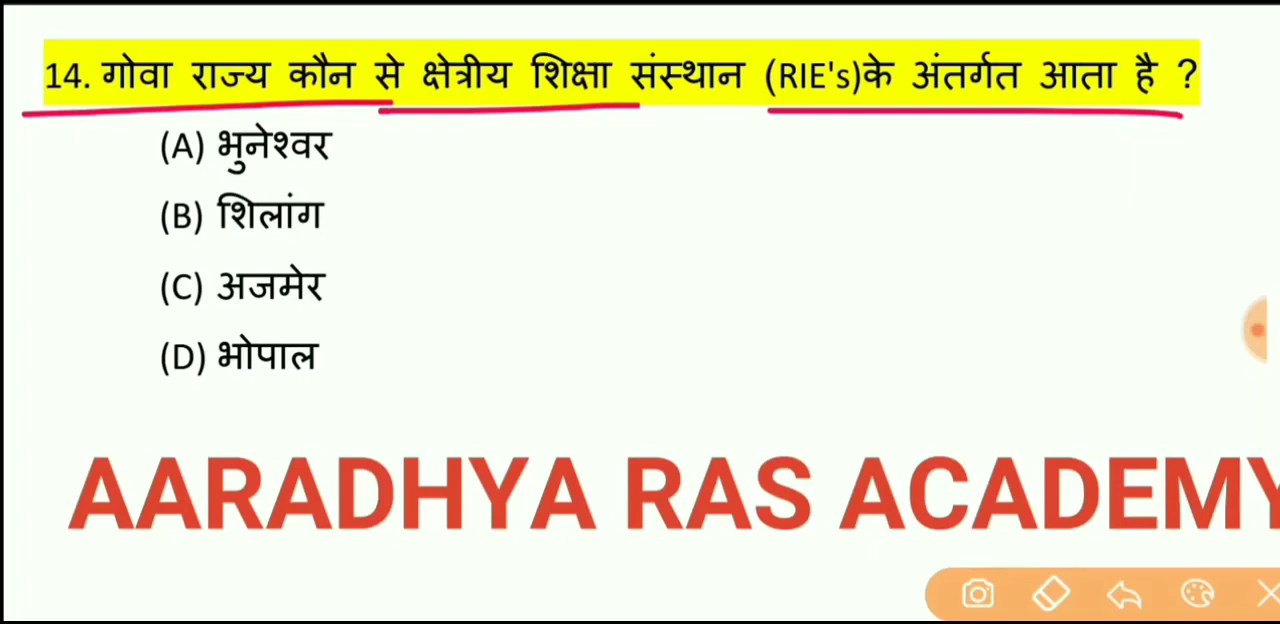 14. गोवा राज्य कौन से क्षेत्रीय शिक्षा संस्थान (RIE's)के अंतर्गत आता है ?
(A) भुनेश्वर
(B) शिलांग
(C) अजमेर
(D) भोपाल
AARADHYA RAS ACADEMY